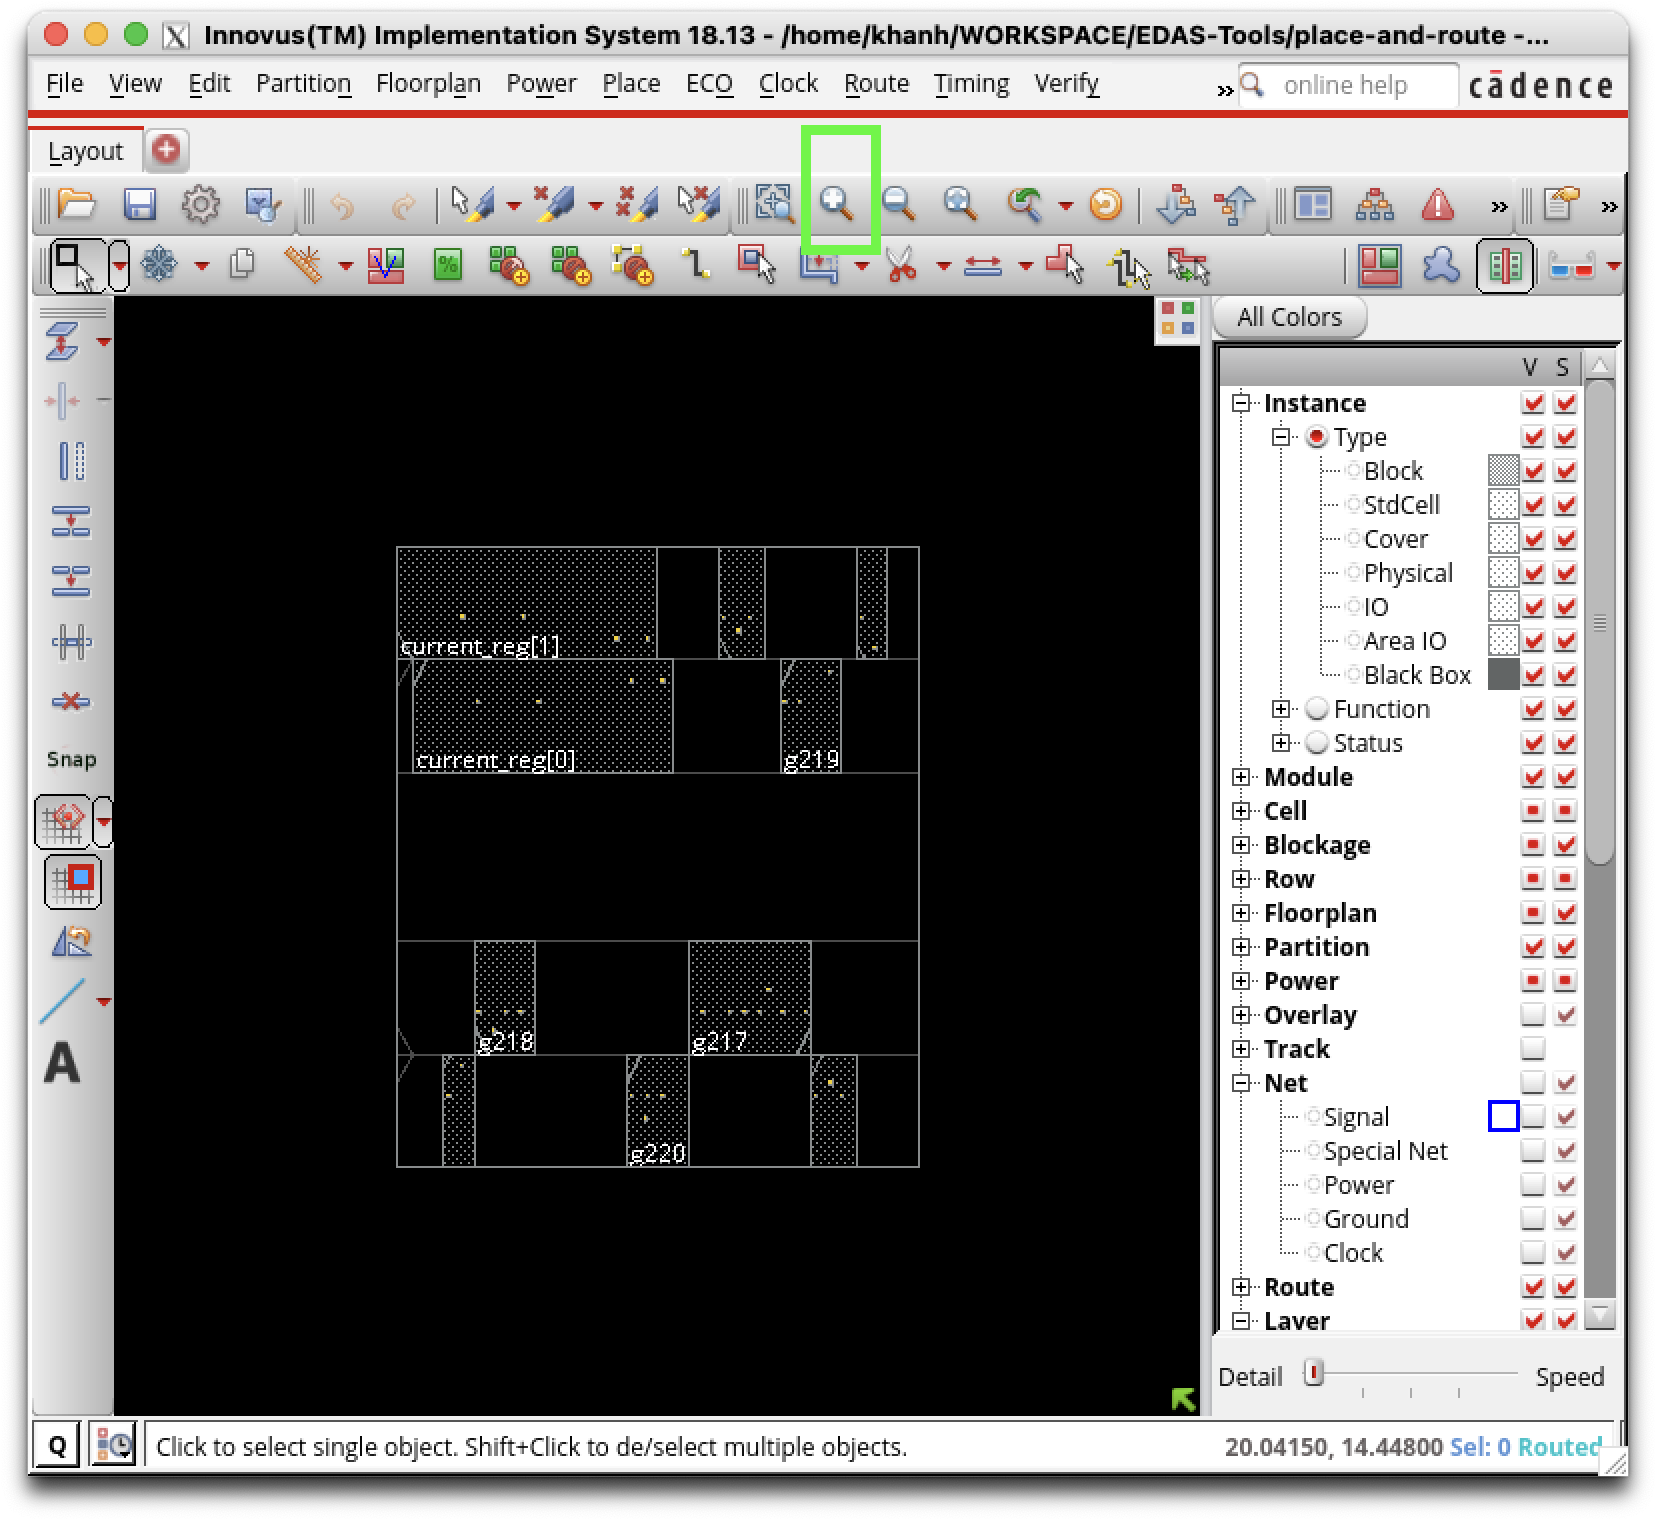 Innovus(TM) Implementation System 18.13 - /home/khanh/WORKSPACE/EDAS-Tools/place-and-route -...
File View Edit Partition Floorplan Power Place ECO Clock Route Timing Verify » online help cādence
Layout
» »
%
All Colors
V S
Instance
Type
Block
StdCell
Cover
Physical
IO
Area IO
Black Box
Function
Status
Module
Cell
Blockage
Row
Floorplan
Partition
Power
Overlay
Track
Net
Signal
Special Net
Power
Ground
Clock
Route
Layer
Detail Speed
Snap
A
current_reg[1]
current_reg[0]
g219
g218
g217
g220
Q Click to select single object. Shift+Click to de/select multiple objects. 20.04150, 14.44800 Sel: 0 Routed